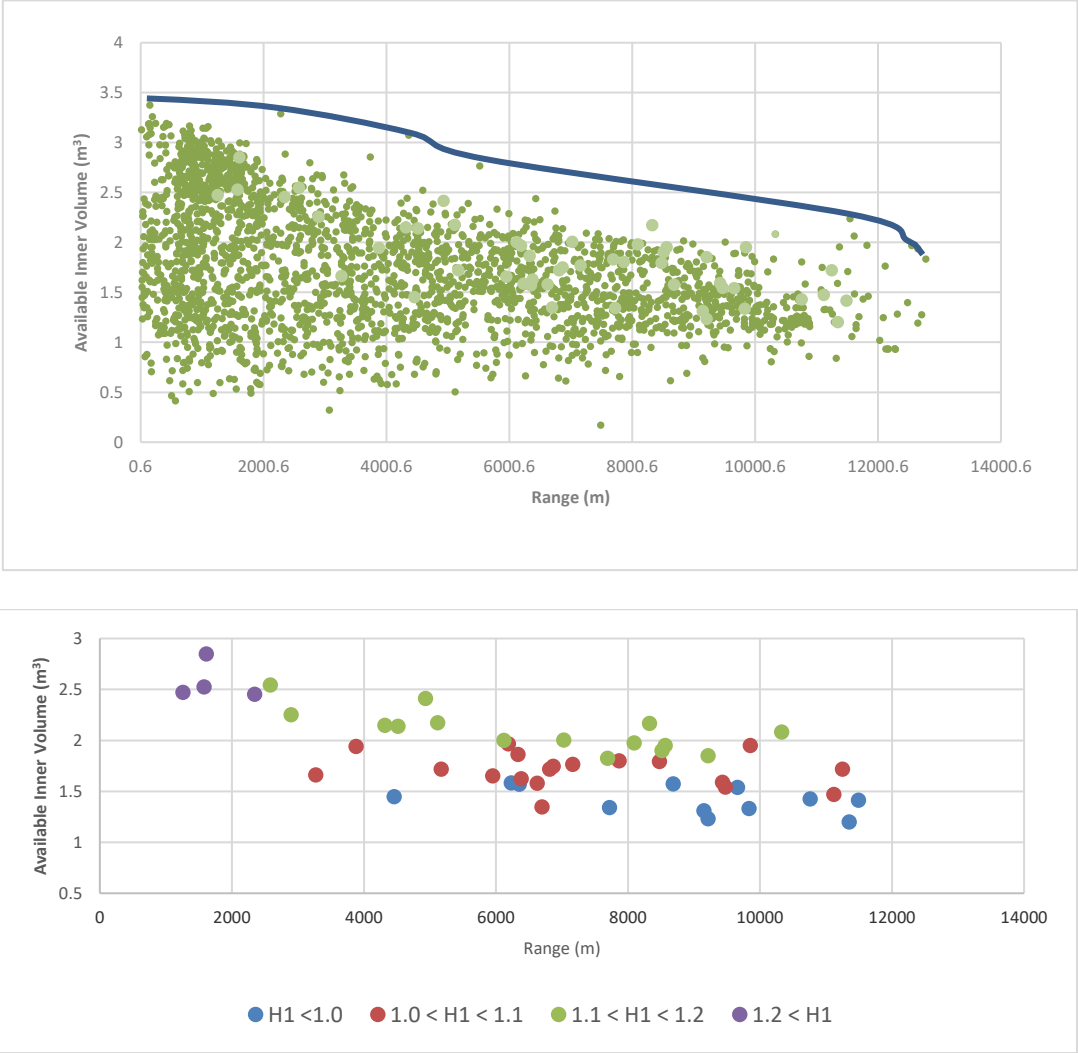 4
3.5
3
2.5
2
1.5
1
0.5
0
Available Inner Volume (m³)
0.6 2000.6 4000.6 6000.6 8000.6 10000.6 12000.6 14000.6
Range (m)
3
2.5
2
1.5
1
0.5
Available Inner Volume (m³)
0 2000 4000 6000 8000 10000 12000 14000
Range (m)
H1 <1.0 1.0 < H1 < 1.1 1.1 < H1 < 1.2 1.2 < H1